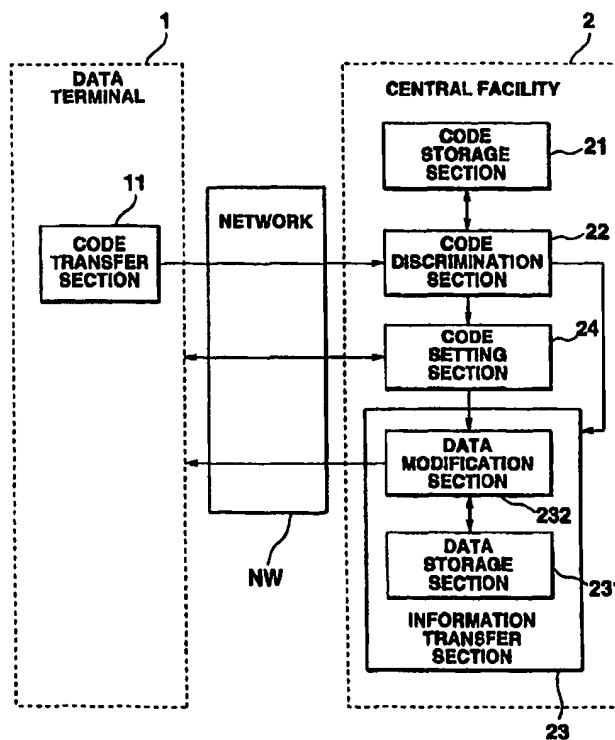 1
DATA
TERMINAL
2
CENTRAL FACILITY
CODE
STORAGE
SECTION
21
11
CODE
TRANSFER
SECTION
NETWORK
22
CODE
DISCRIMINATION
SECTION
24
CODE
SETTING
SECTION
DATA
MODIFICATION
SECTION
232
NW
DATA
STORAGE
SECTION
INFORMATION
TRANSFER
SECTION
23